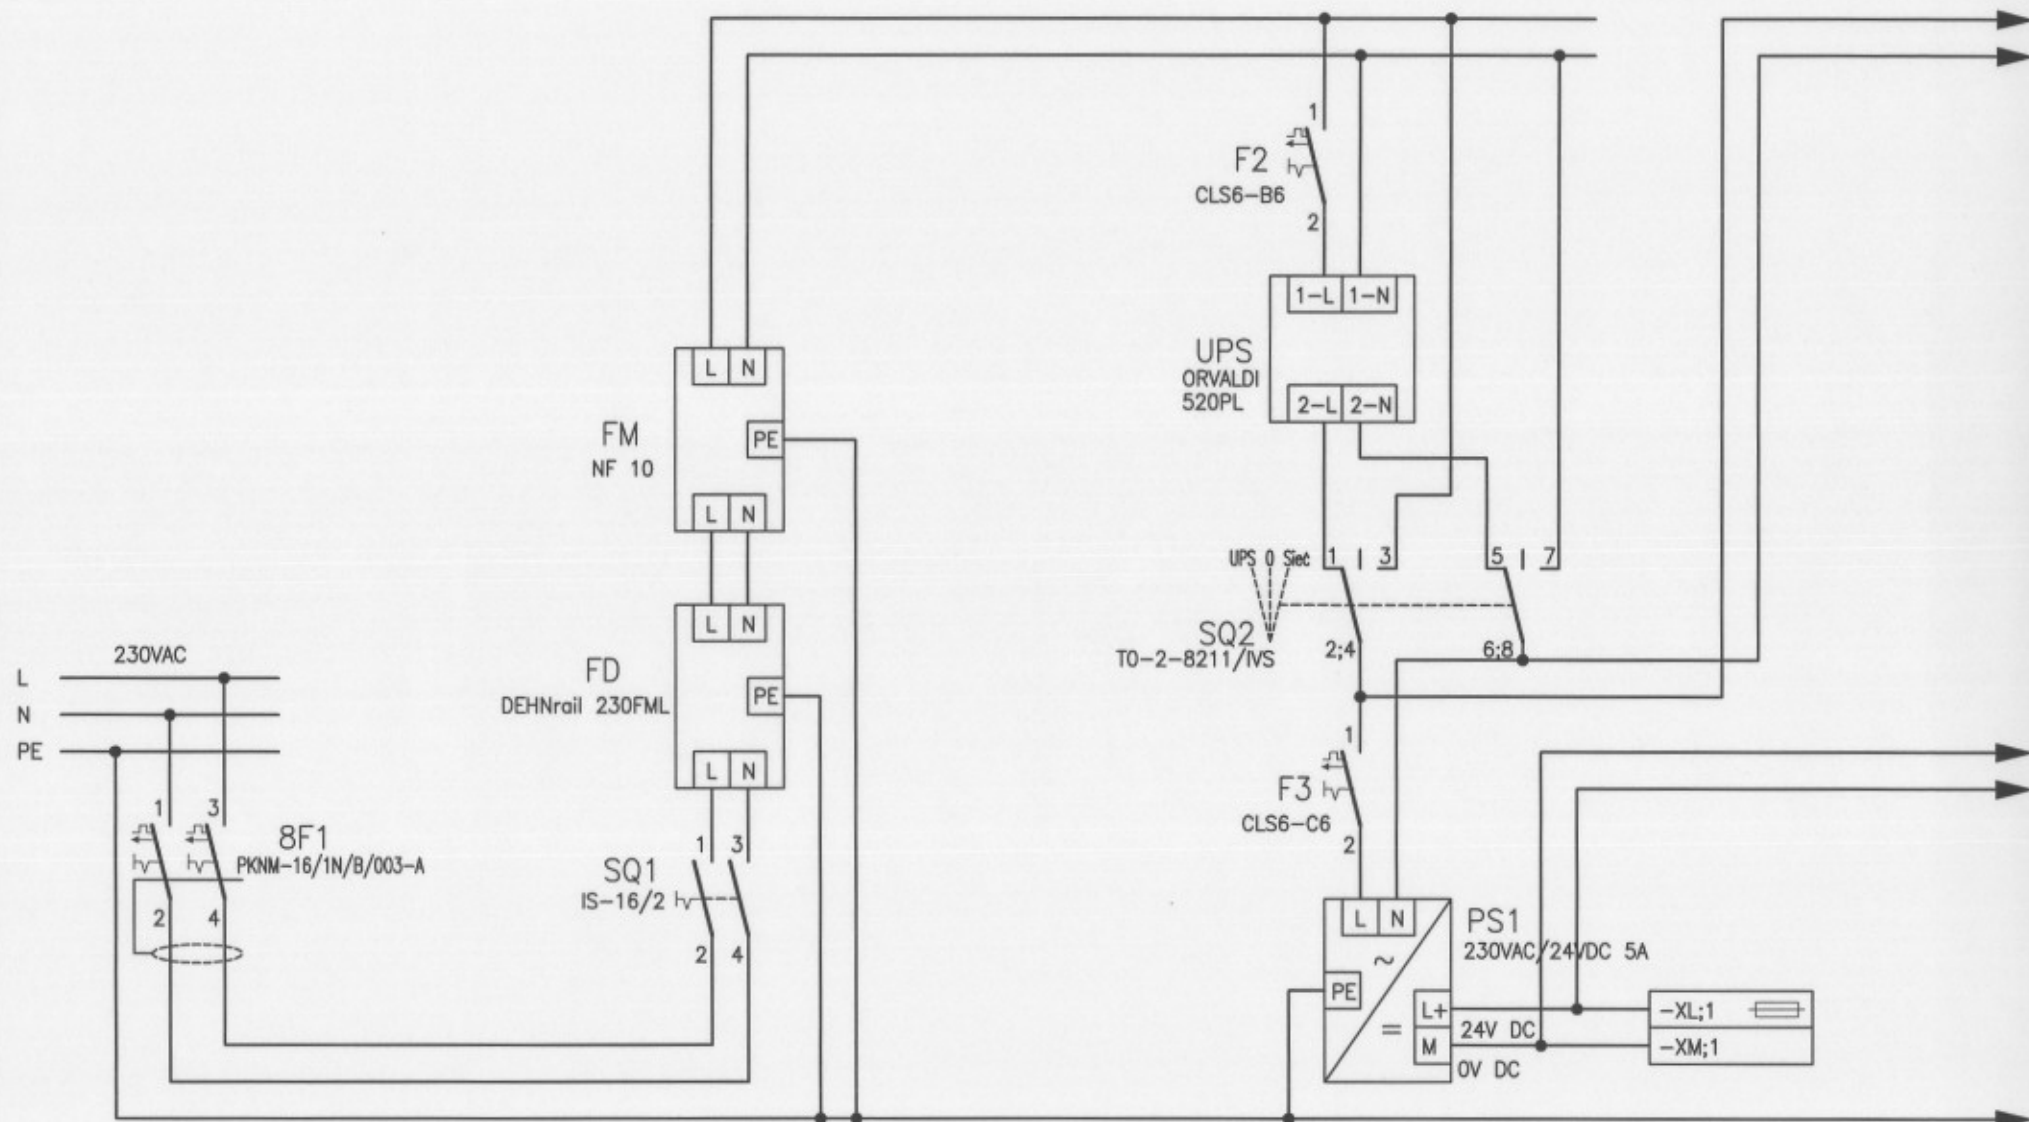 1
F2
CLS6-B6
2
1-L 1-N
UPS
ORVALDI
520PL
2-L 2-N
L N
FM
NF 10
PE
L N
UPS 0 Sieć
1 3
5 7
SQ2
T0-2-8211/IVS
2;4
6;8
L N
FD
DEHNrail 230FML
PE
L N
230VAC
L
N
PE
1 3
8F1
PKNM-16/1N/B/003-A
2 4
1 3
SQ1
IS-16/2
2 4
1
F3
CLS6-C6
2
L N
PS1
230VAC/24VDC 5A
~
PE
=
L+
24V DC
M
0V DC
-XL;1
-XM;1